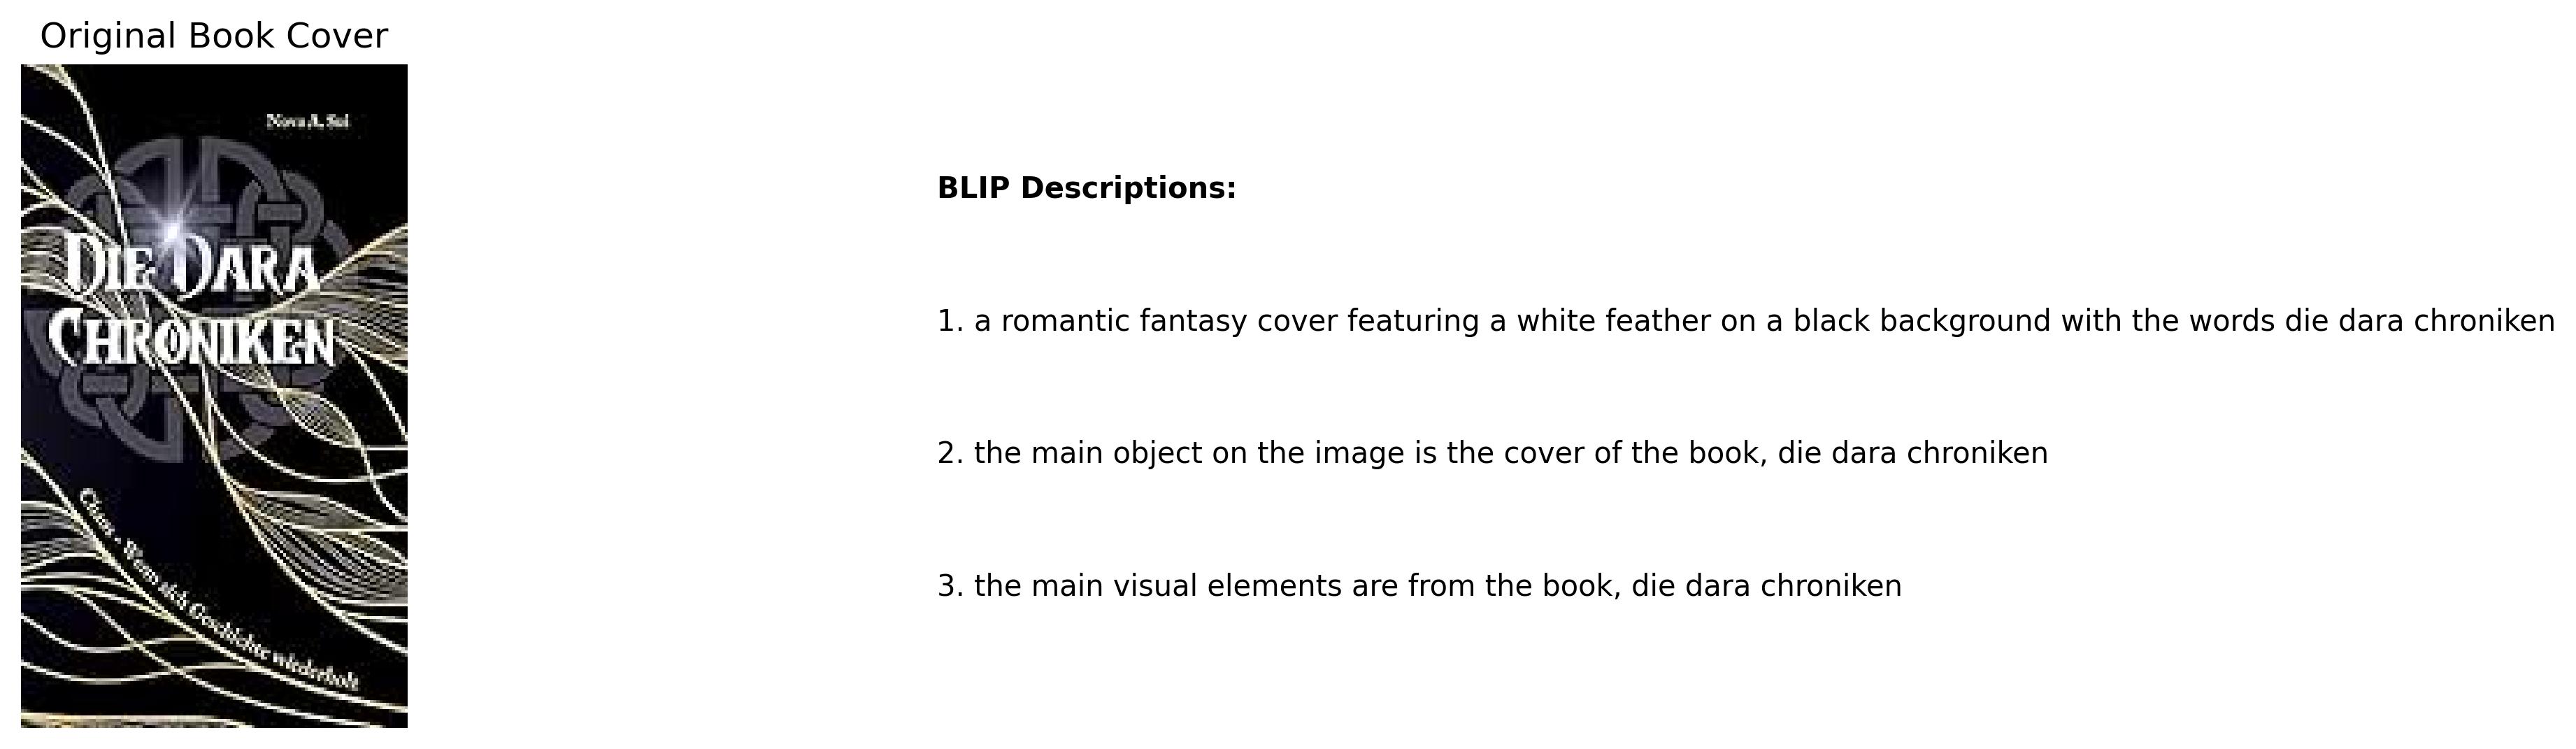 Original Book Cover
Nova A. Sol
DIE DARA
CHRONIKEN
Wenn sich Geschichte wiederholt
BLIP Descriptions:
1. a romantic fantasy cover featuring a white feather on a black background with the words die dara chroniken
2. the main object on the image is the cover of the book, die dara chroniken
3. the main visual elements are from the book, die dara chroniken